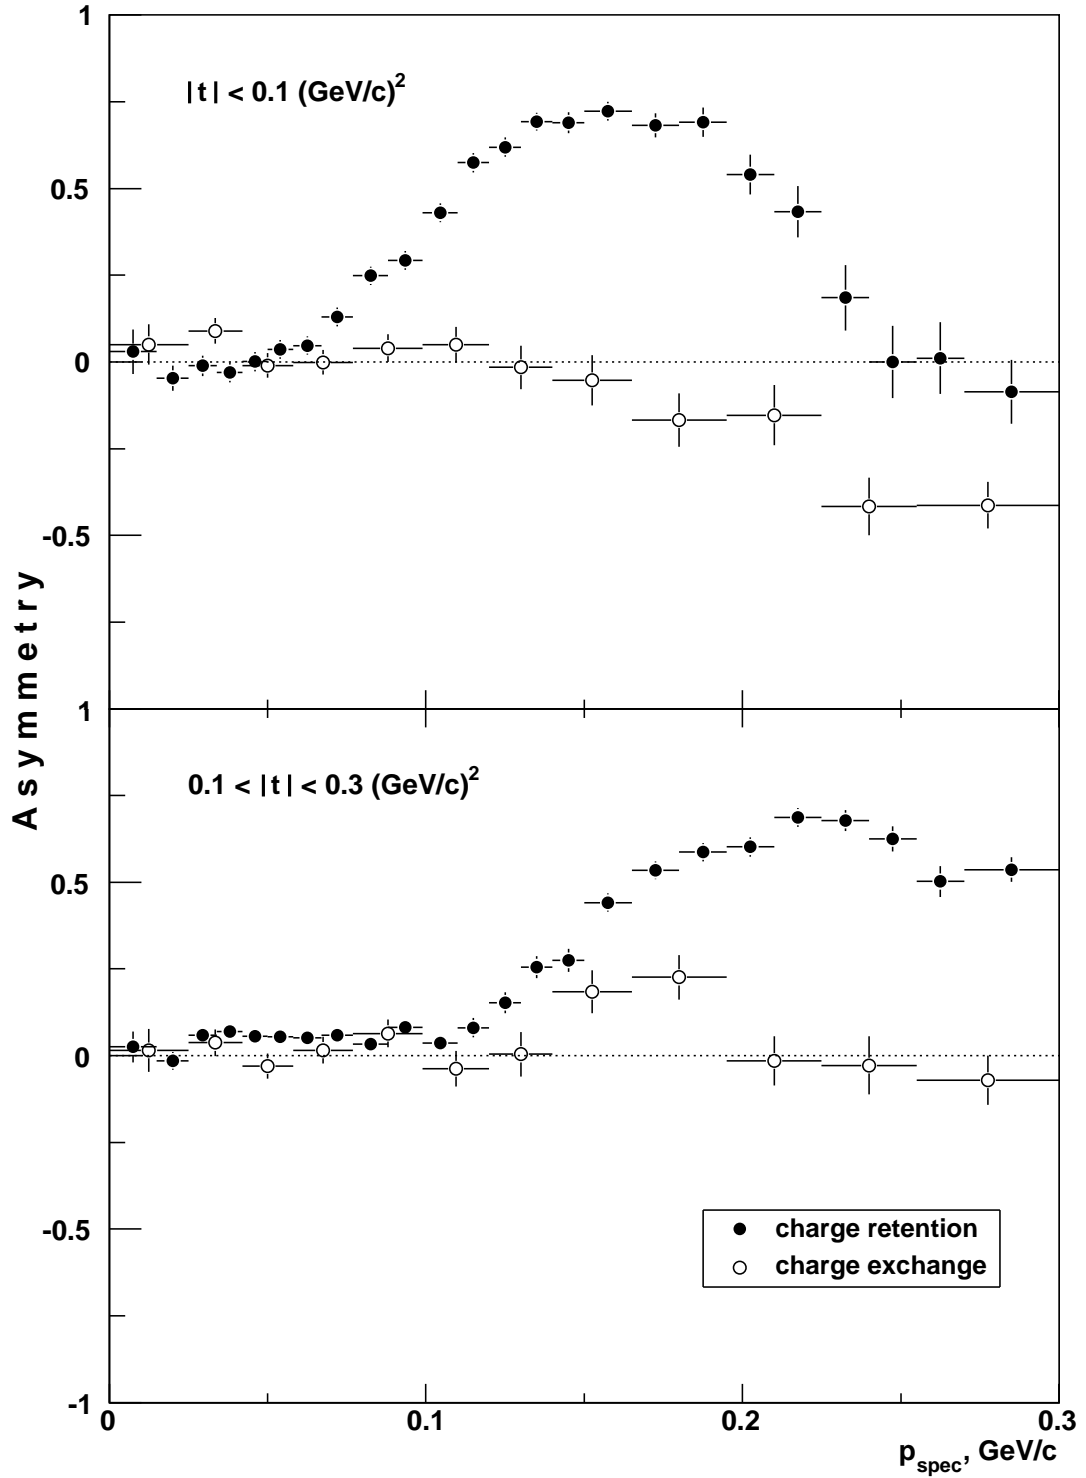 1
|t| < 0.1 (GeV/c)²
0.5
0
-0.5
Asymmetry
1
0.1 < |t| < 0.3 (GeV/c)²
0.5
0
-0.5
charge retention
charge exchange
-1
0 0.1 0.2 0.3
p_spec, GeV/c